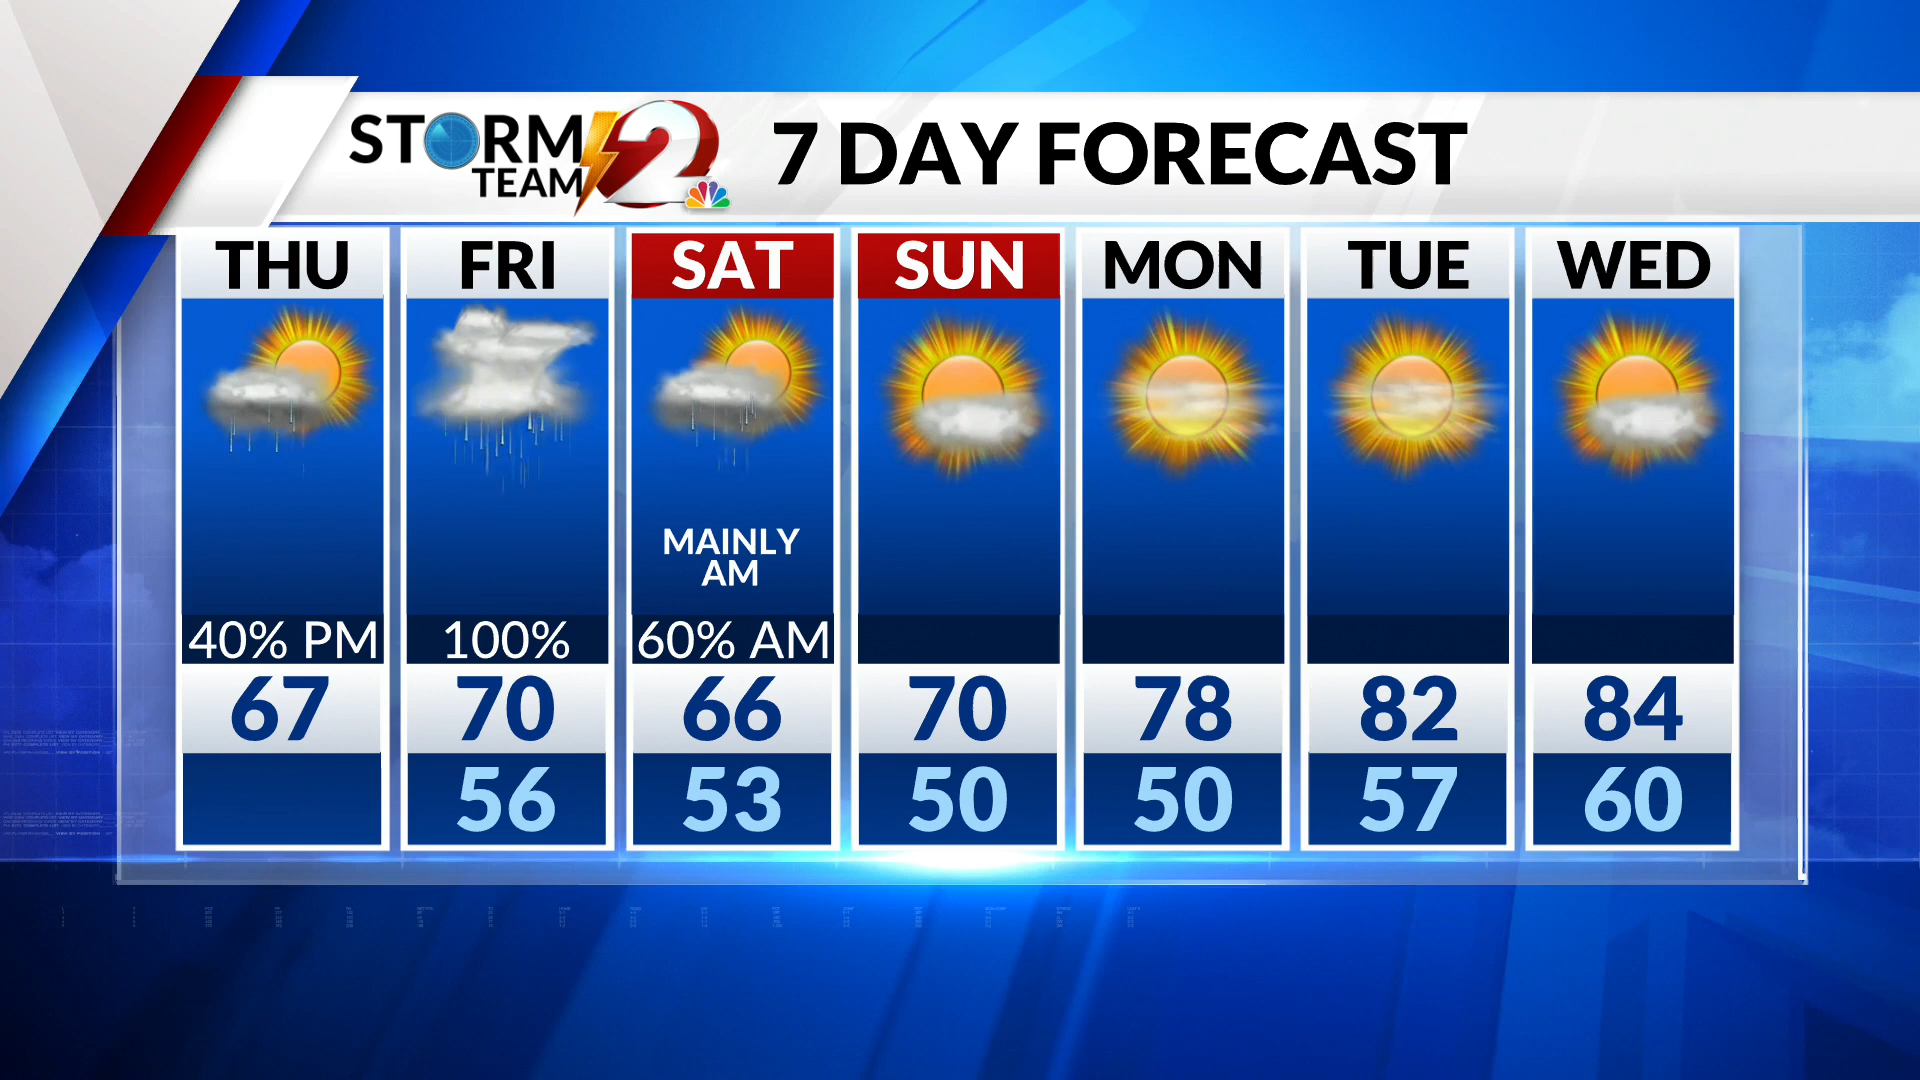 STORM
TEAM
2
7 DAY FORECAST
THU
FRI
SAT
SUN
MON
TUE
WED
MAINLY
AM
40% PM
100%
60% AM
67
70
66
70
78
82
84
56
53
50
50
57
60